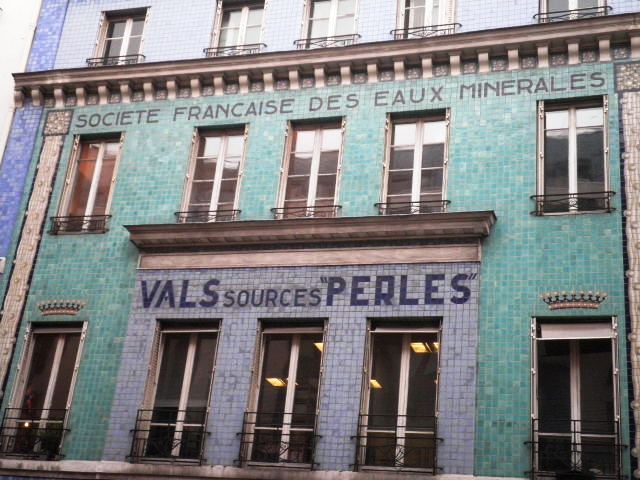 SOCIETE FRANCAISE DES EAUX MINERALES
VALS SOURCES "PERLES"